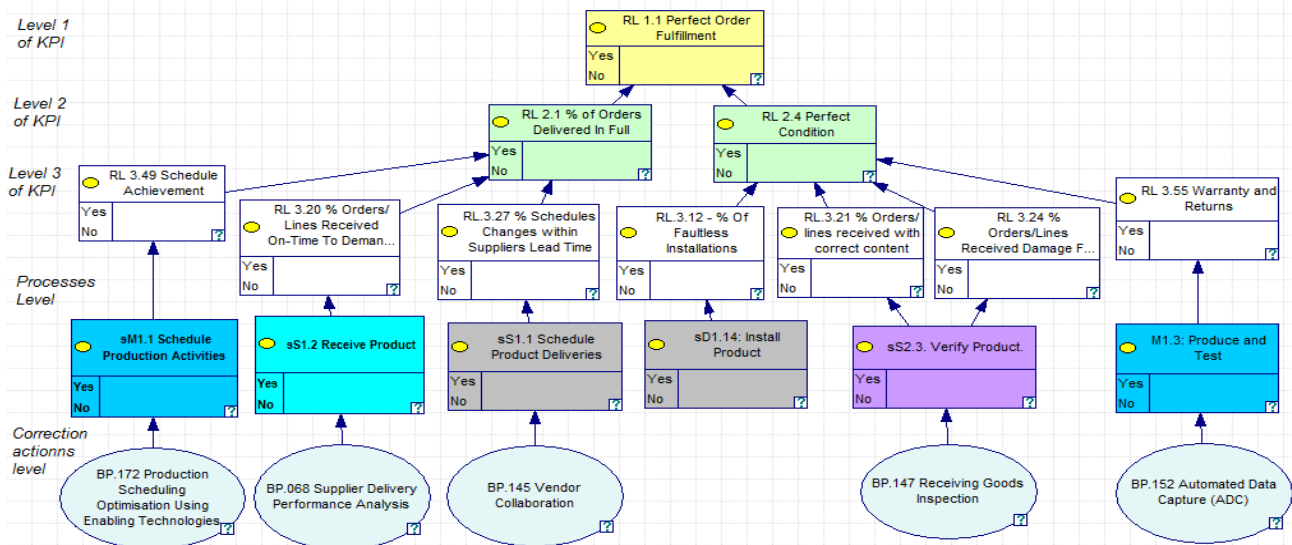 Level 1
of KPI
RL 1.1 Perfect Order
Fulfillment
Yes
No
?
Level 2
of KPI
RL 2.1 % of Orders
Delivered In Full
Yes
No
?
RL 2.4 Perfect
Condition
Yes
No
?
Level 3
of KPI
RL 3.49 Schedule
Achievement
Yes
No
?
RL 3.20 % Orders/
Lines Received
On-Time To Deman...
Yes
No
?
RL.3.27 % Schedules
Changes within
Suppliers Lead Time
Yes
No
?
RL.3.12 - % Of
Faultless
Installations
Yes
No
?
RL.3.21 % Orders/
lines received with
correct content
Yes
No
?
RL 3.24 %
Orders/Lines
Received Damage F...
Yes
No
?
RL 3.55 Warranty and
Returns
Yes
No
?
Processes
Level
sM1.1 Schedule
Production Activities
Yes
No
?
sS1.2 Receive Product
Yes
No
?
sS1.1 Schedule
Product Deliveries
Yes
No
?
sD1.14: Install
Product
Yes
No
?
sS2.3. Verify Product.
Yes
No
?
M1.3: Produce and
Test
Yes
No
?
Correction
actionns
level
BP.172 Production
Scheduling
Optimisation Using
Enabling Technologies
?
BP.068 Supplier Delivery
Performance Analysis
?
BP.145 Vendor
Collaboration
?
BP.147 Receiving Goods
Inspection
?
BP.152 Automated Data
Capture (ADC)
?